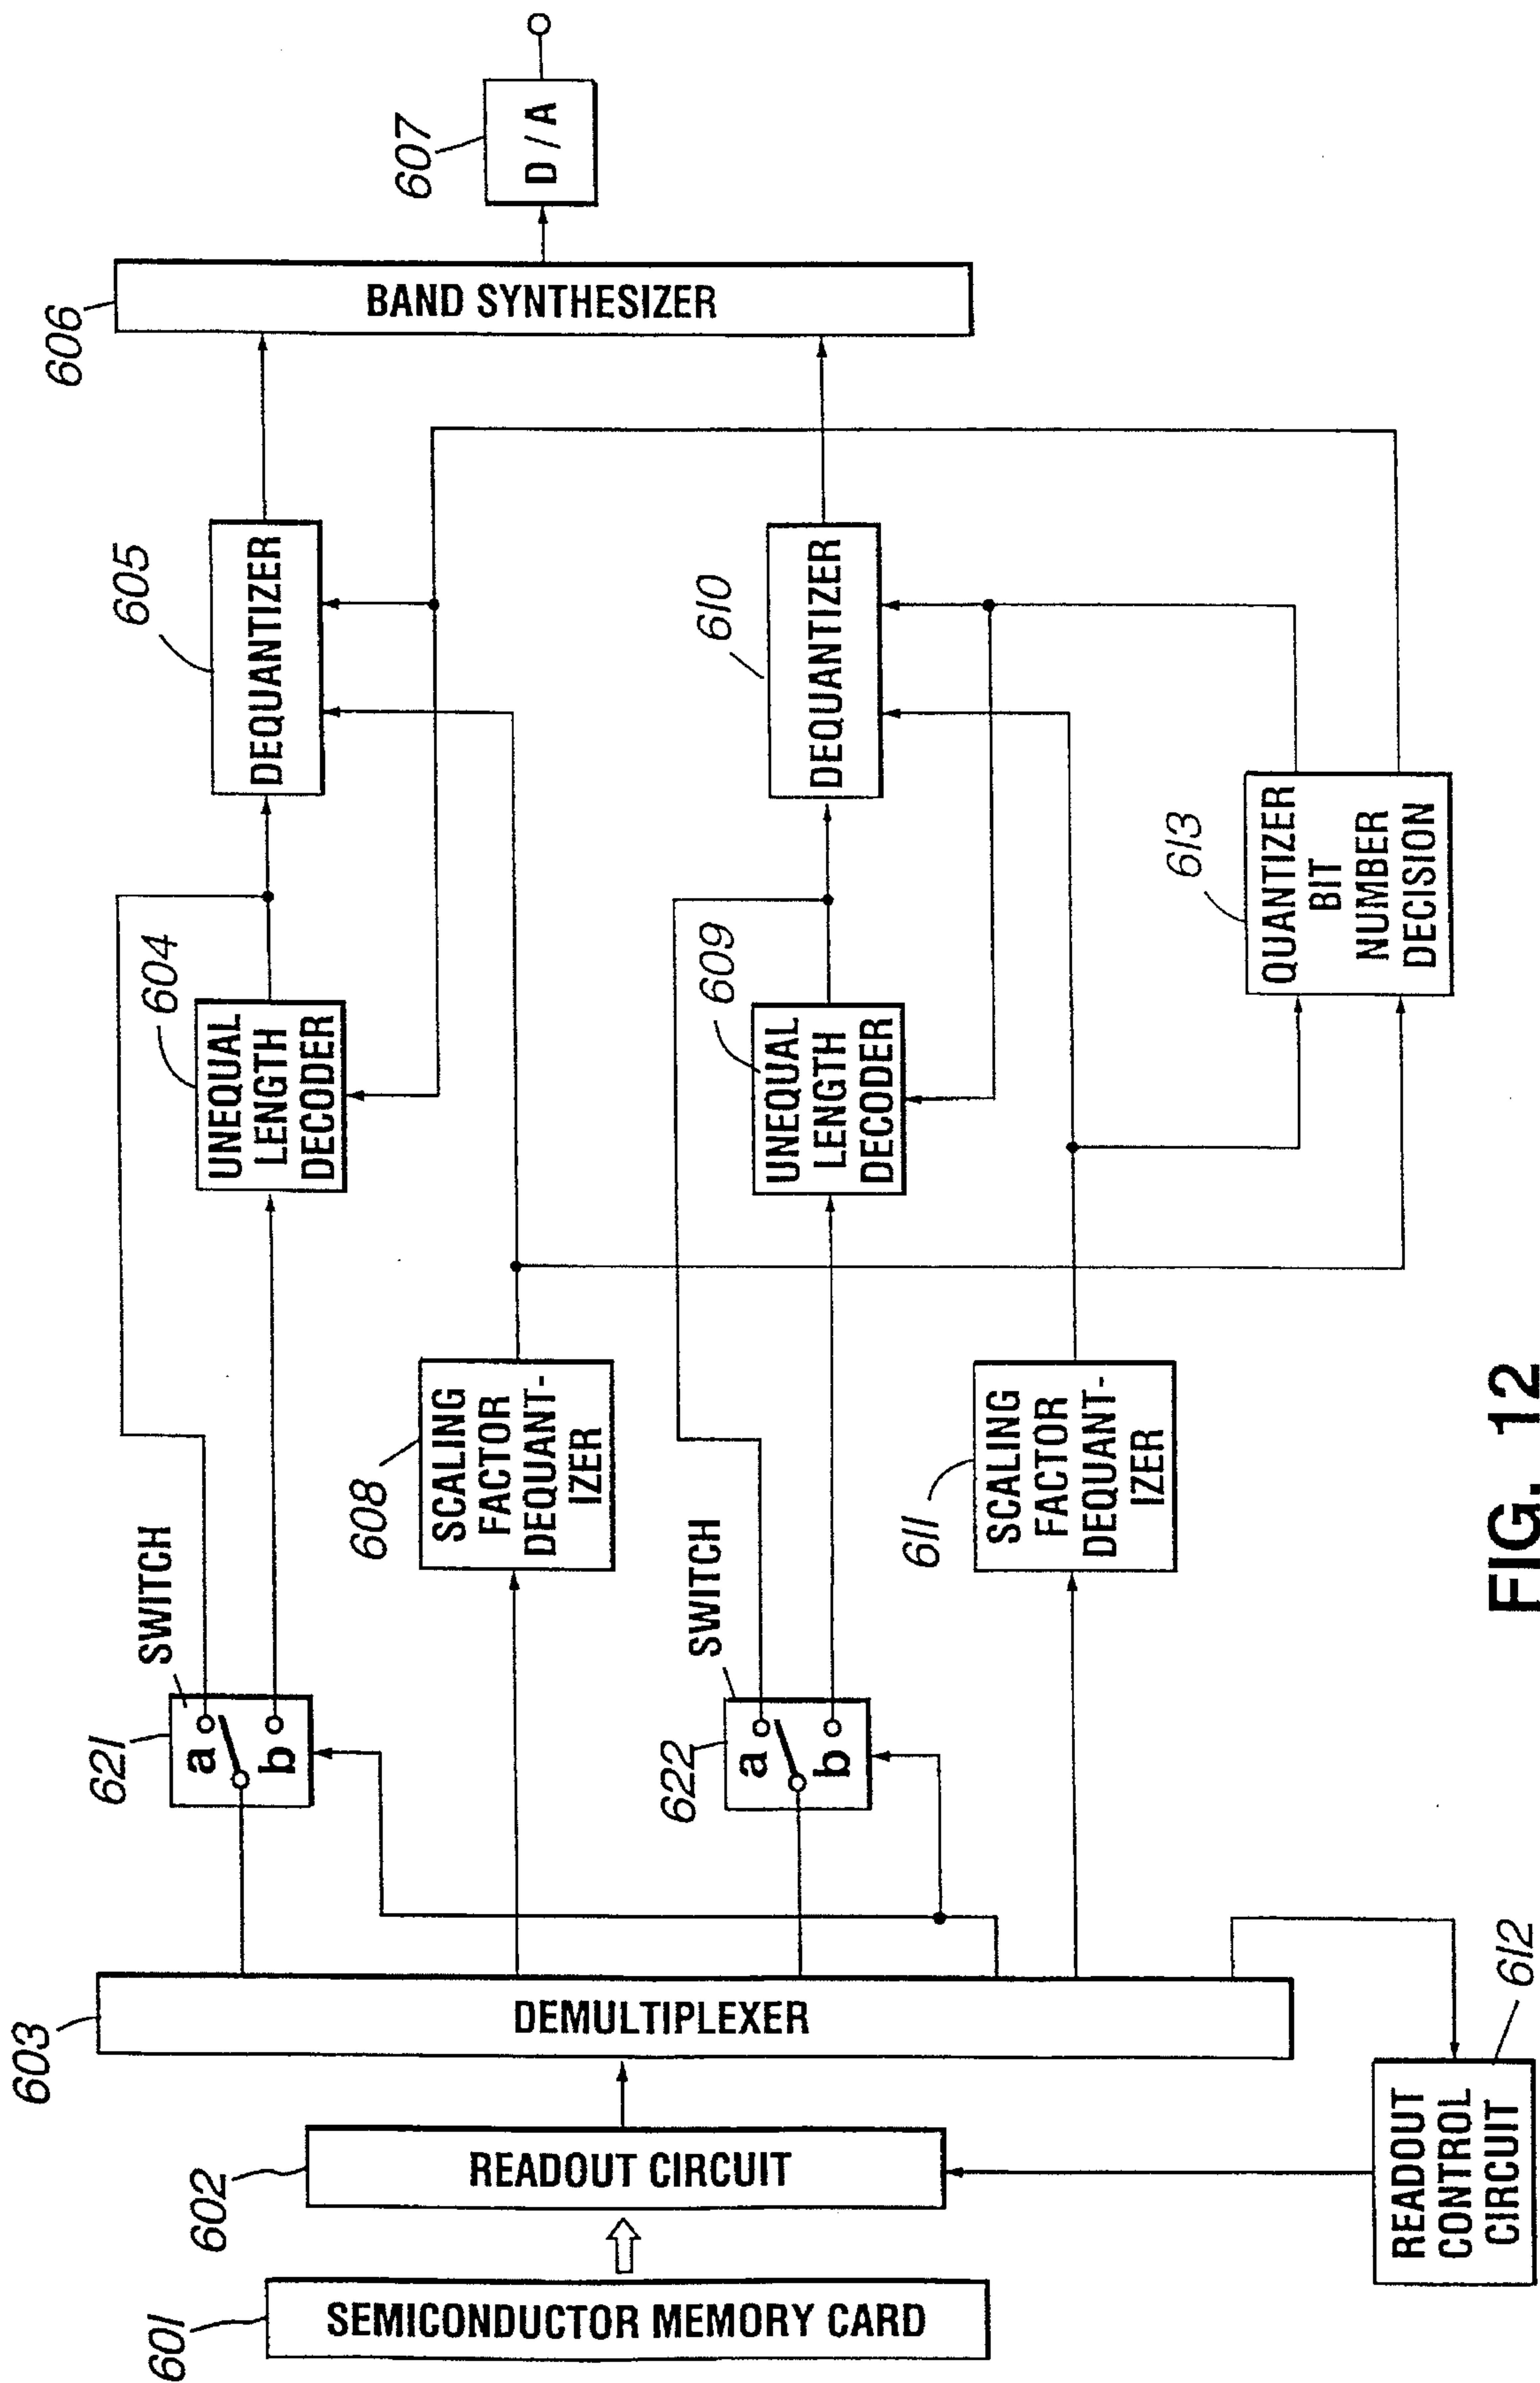 601
SEMICONDUCTOR MEMORY CARD
602
READOUT CIRCUIT
603
DEMULTIPLEXER
READOUT
CONTROL
CIRCUIT
612
621
SWITCH
a
b
622
SWITCH
a
b
608
SCALING
FACTOR
DEQUANT-
IZER
611
SCALING
FACTOR
DEQUANT-
IZER
604
UNEQUAL
LENGTH
DECODER
609
UNEQUAL
LENGTH
DECODER
605
DEQUANTIZER
610
DEQUANTIZER
613
QUANTIZER
BIT
NUMBER
DECISION
606
BAND SYNTHESIZER
607
D / A
FIG. 12